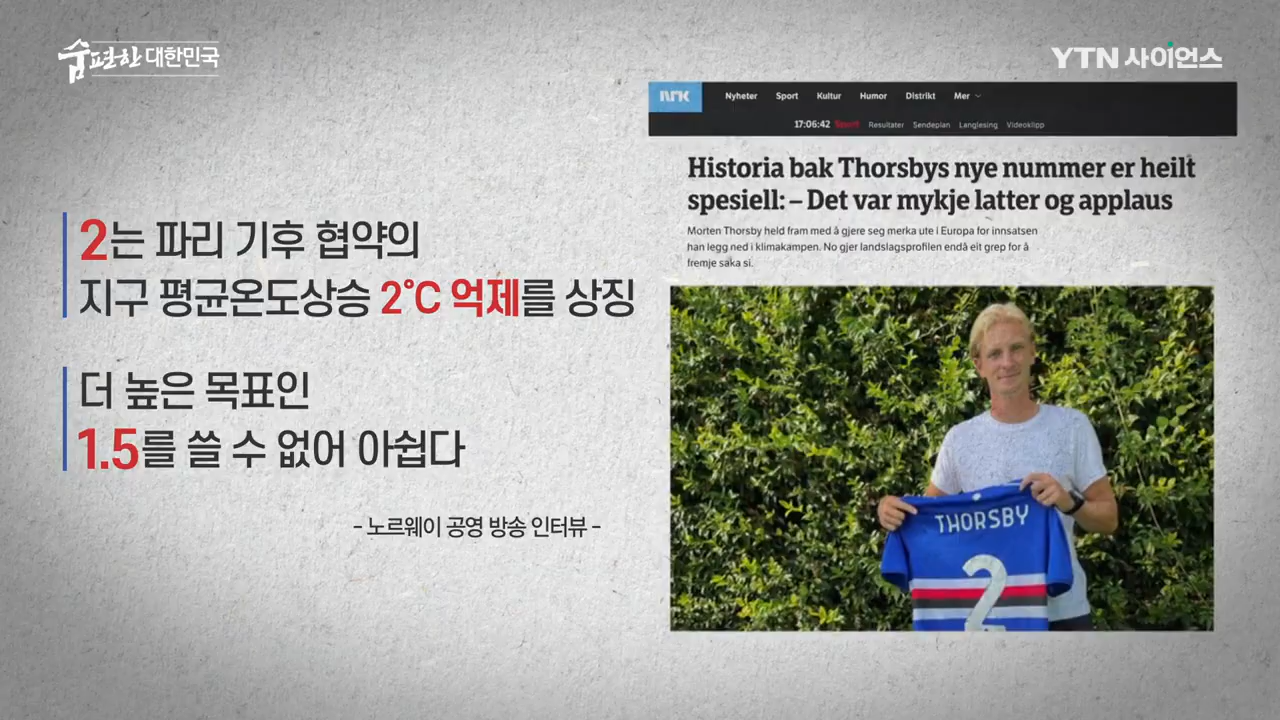 숨편한 대한민국
YTN 사이언스
2는 파리 기후 협약의
지구 평균온도상승 2℃ 억제를 상징
더 높은 목표인
1.5를 쓸 수 없어 아쉽다
- 노르웨이 공영 방송 인터뷰 -
NRK
Nyheter Sport Kultur Humor Distrikt Mer
17:06:42 Sport Resultater Sendeplan Langlesing Videoklipp
Historia bak Thorsbys nye nummer er heilt
spesiell: – Det var mykje latter og applaus
Morten Thorsby held fram med å gjere seg merka ute i Europa for innsatsen
han legg ned i klimakampen. No gjer landslagsprofilen endå eit grep for å
fremje saka si.
THORSBY
2